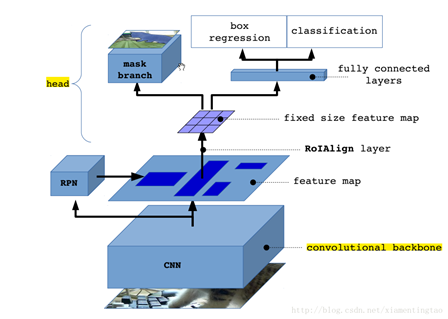 box
regression
classification
mask
branch
head
fully connected
layers
fixed size feature map
RoIAlign layer
RPN
feature map
convolutional backbone
CNN
http://blog.csdn.net/xiamentingtao